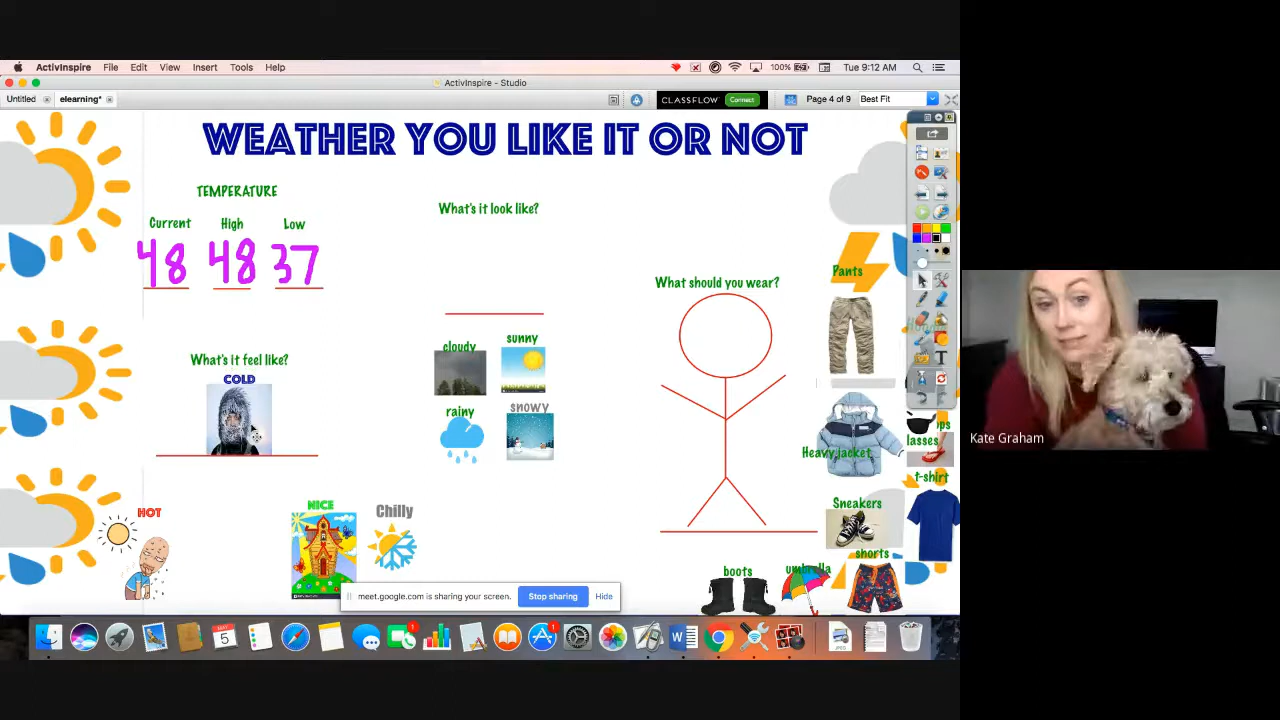 ActivInspire File Edit View Insert Tools Help
100% Tue 9:12 AM
ActivInspire - Studio
Untitled elearning*
CLASSFLOW Connect
Page 4 of 9 Best Fit
WEATHER YOU LIKE IT OR NOT
TEMPERATURE
Current High Low
48 48 37
What's it look like?
What should you wear?
Pants
What's it feel like?
COLD
cloudy sunny
rainy snowy
Heavy jacket
lasses
t-shirt
Sneakers
shorts
HOT
NICE
Chilly
boots
umbrella
meet.google.com is sharing your screen. Stop sharing Hide
5
1
1
Kate Graham